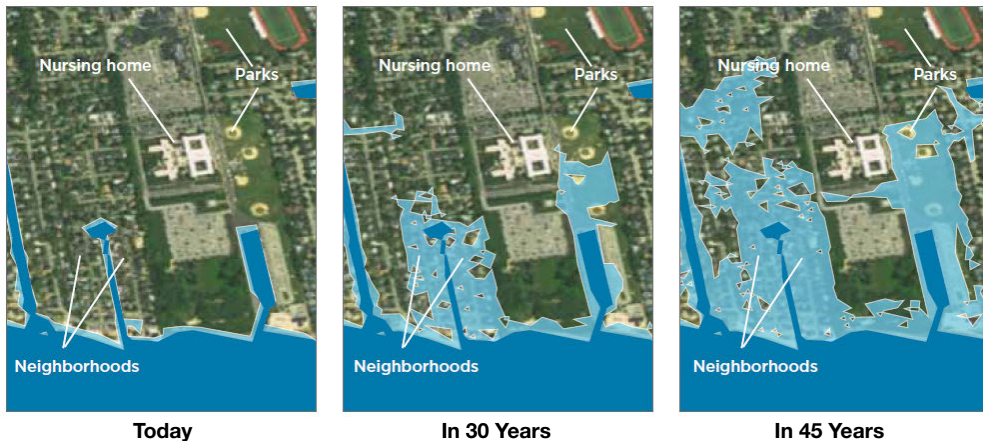 Nursing home
Parks
Neighborhoods
Today
Nursing home
Parks
Neighborhoods
In 30 Years
Nursing home
Parks
Neighborhoods
In 45 Years